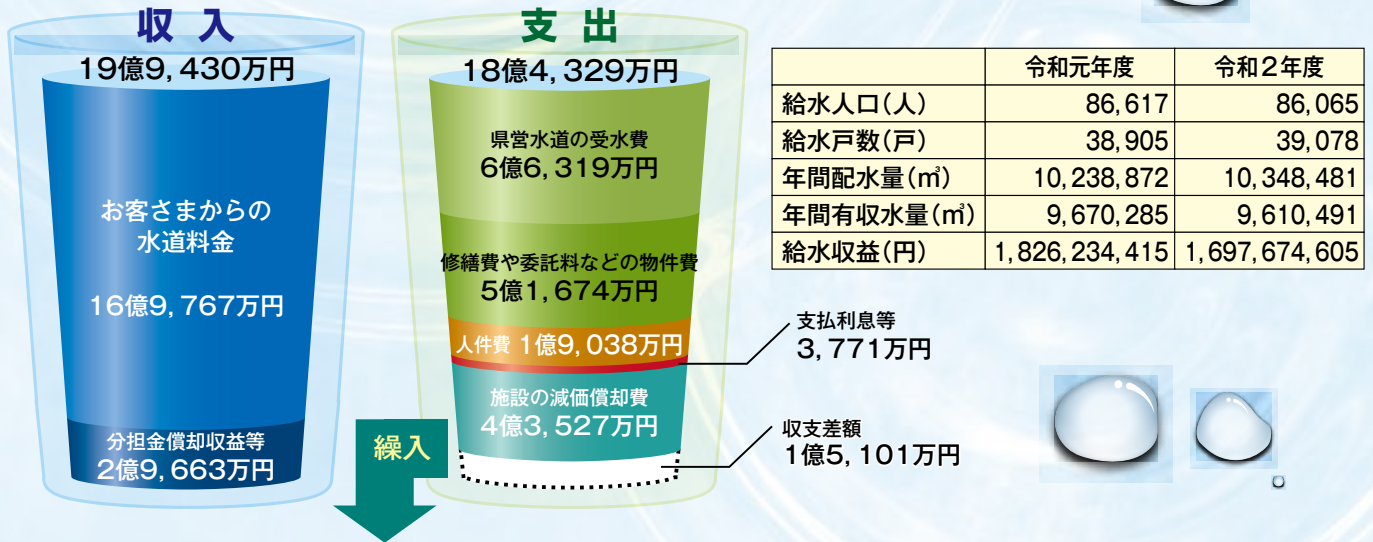 収入
19億9,430万円
お客さまからの
水道料金
16億9,767万円
分担金償却収益等
2億9,663万円
支出
18億4,329万円
県営水道の受水費
6億6,319万円
修繕費や委託料などの物件費
5億1,674万円
人件費 1億9,038万円
施設の減価償却費
4億3,527万円
支払利息等
3,771万円
収支差額
1億5,101万円
繰入
令和元年度 令和2年度
給水人口(人) 86,617 86,065
給水戸数(戸) 38,905 39,078
年間配水量(㎥) 10,238,872 10,348,481
年間有収水量(㎥) 9,670,285 9,610,491
給水収益(円) 1,826,234,415 1,697,674,605